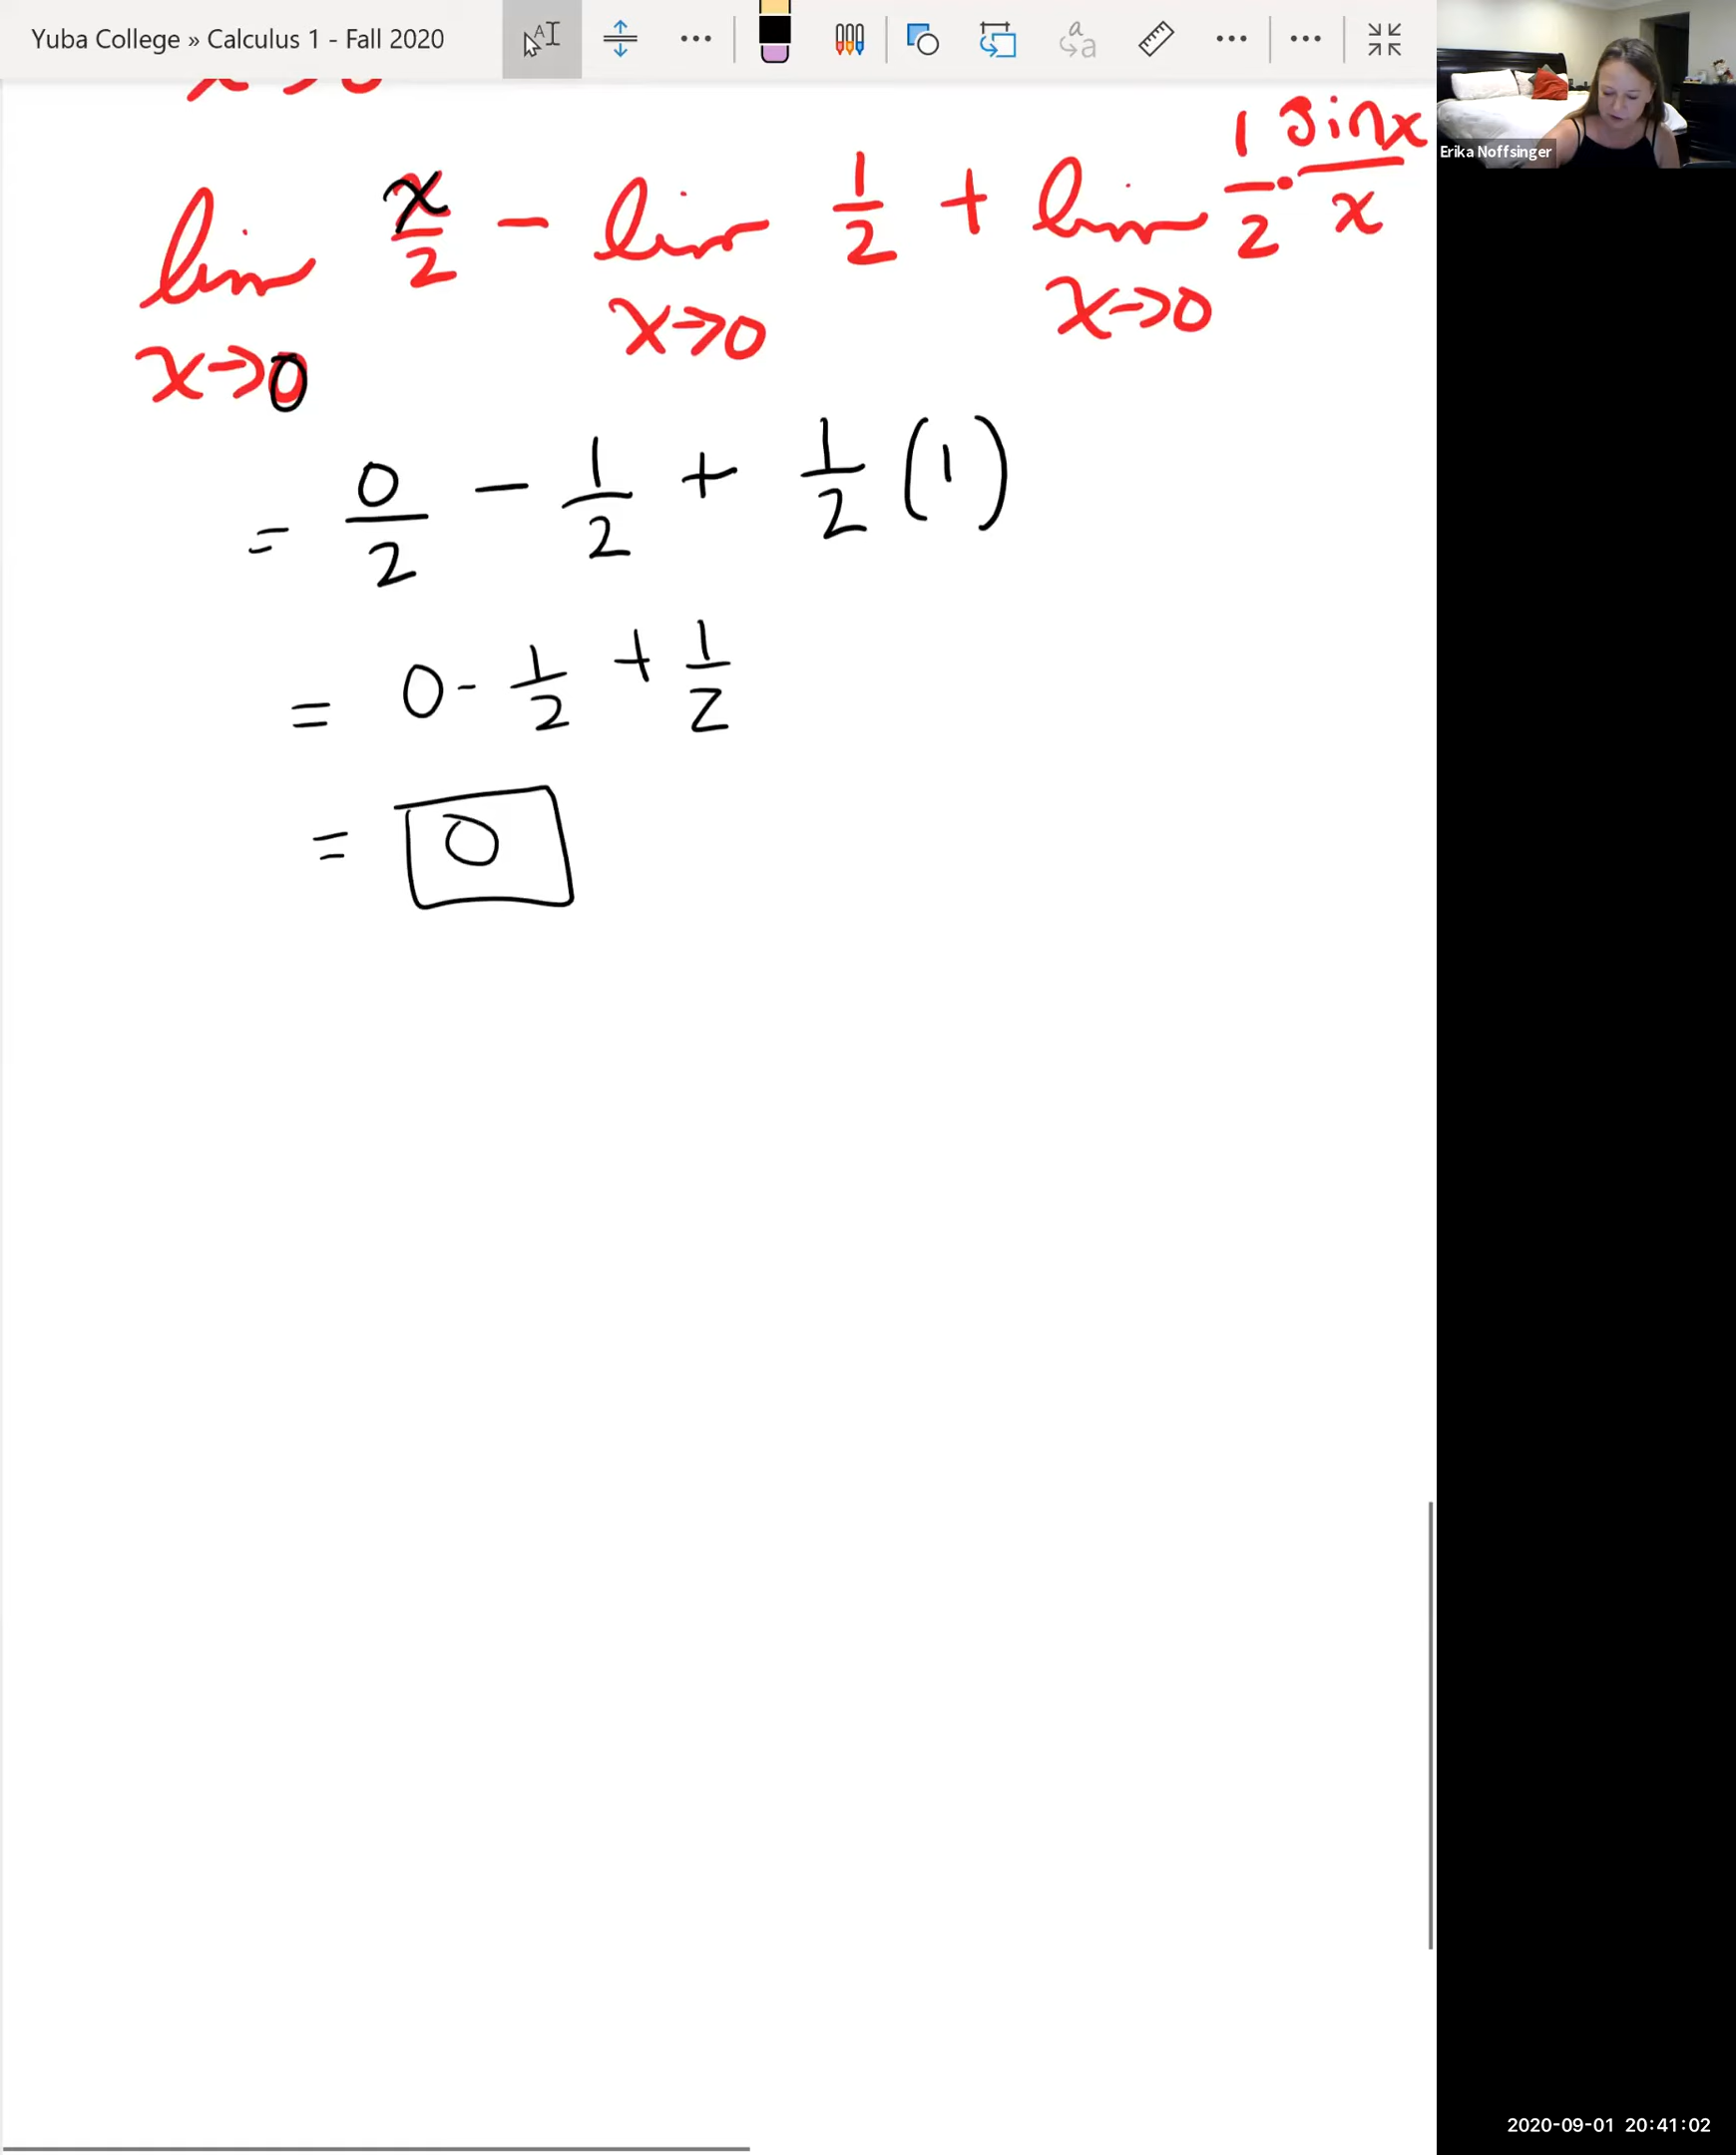 Yuba College » Calculus 1 - Fall 2020
Erika Noffsinger
x→0
lim x→0 x/2 - lim x→0 1/2 + lim x→0 1/2 · sinx/x
= 0/2 - 1/2 + 1/2 (1)
= 0 - 1/2 + 1/2
= 0
2020-09-01 20:41:02